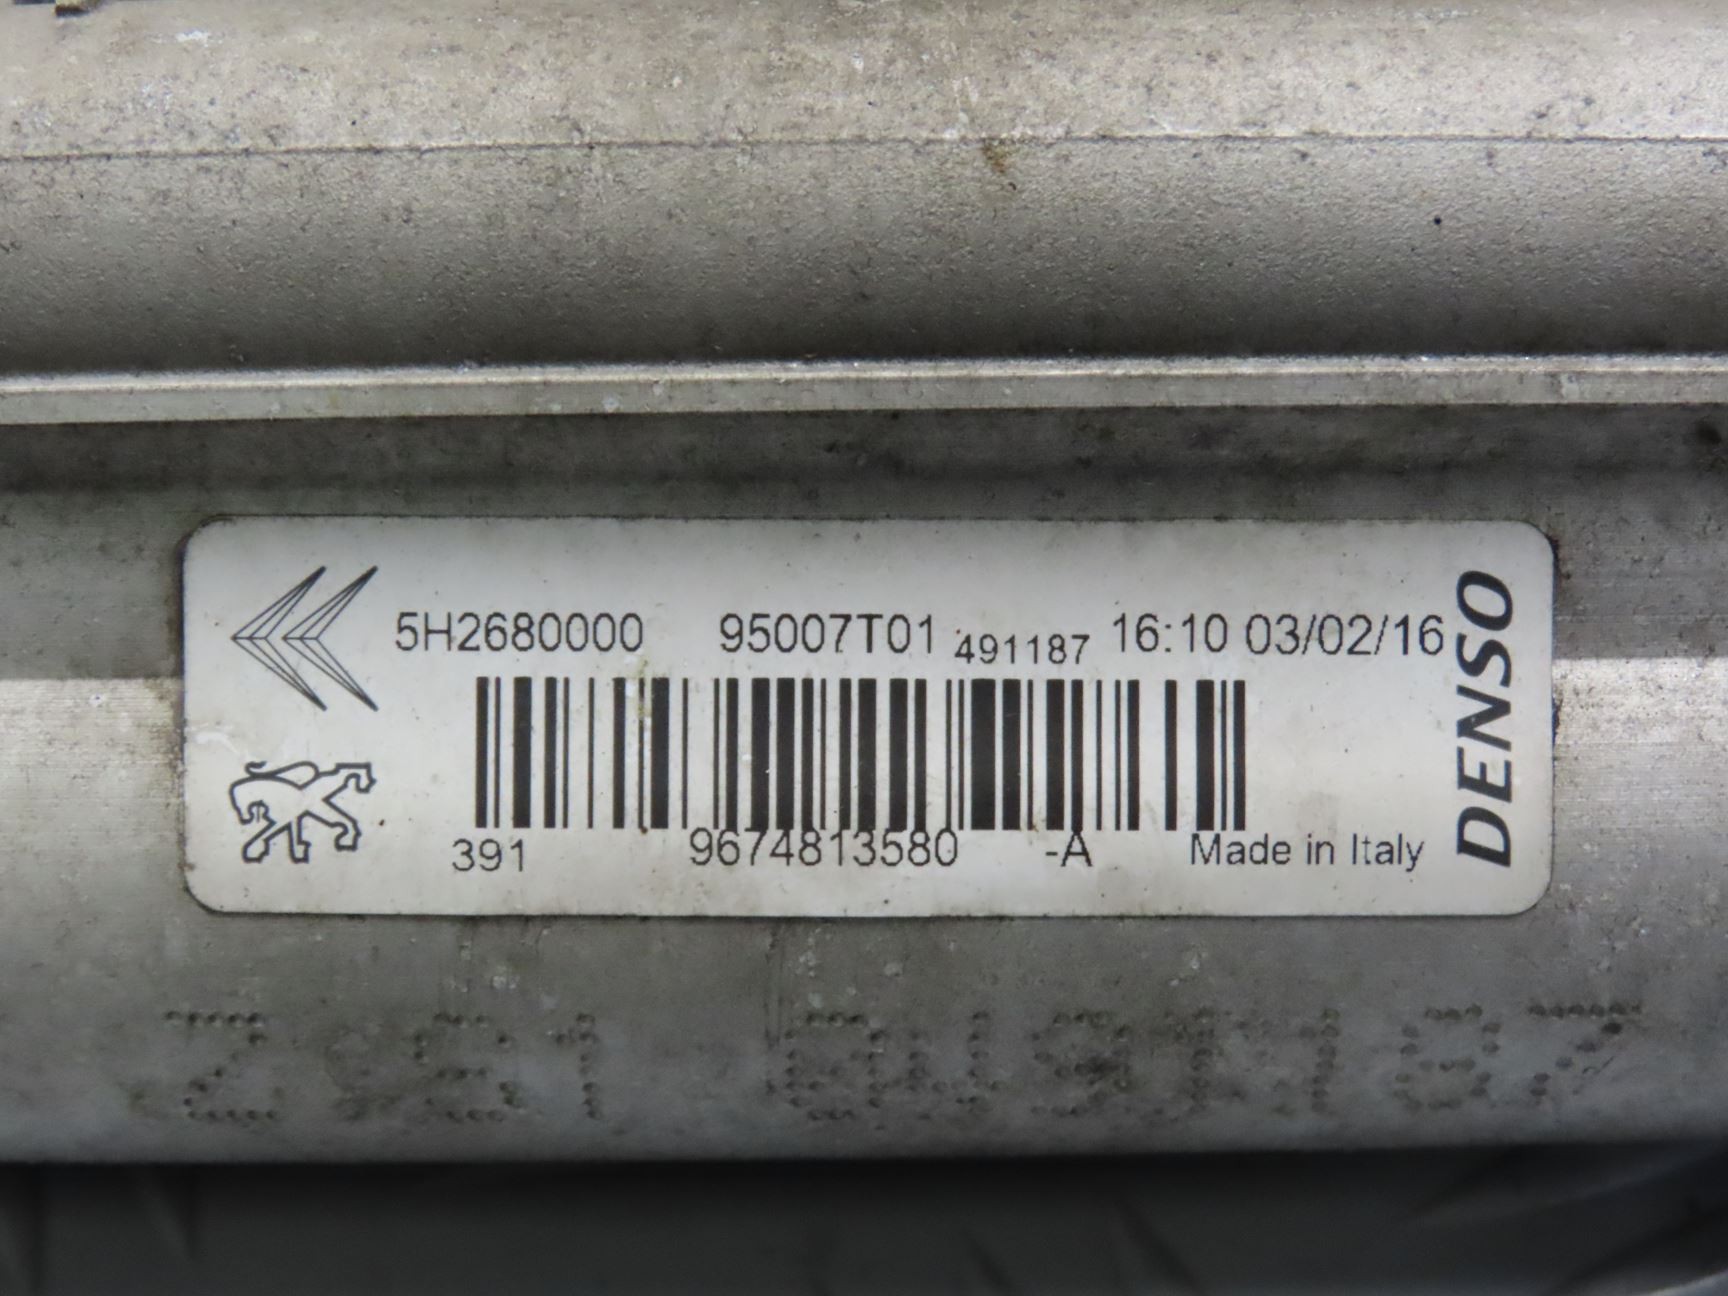 5H2680000 95007T01 491187 16:10 03/02/16
391 9674813580 -A Made in Italy
DENSO